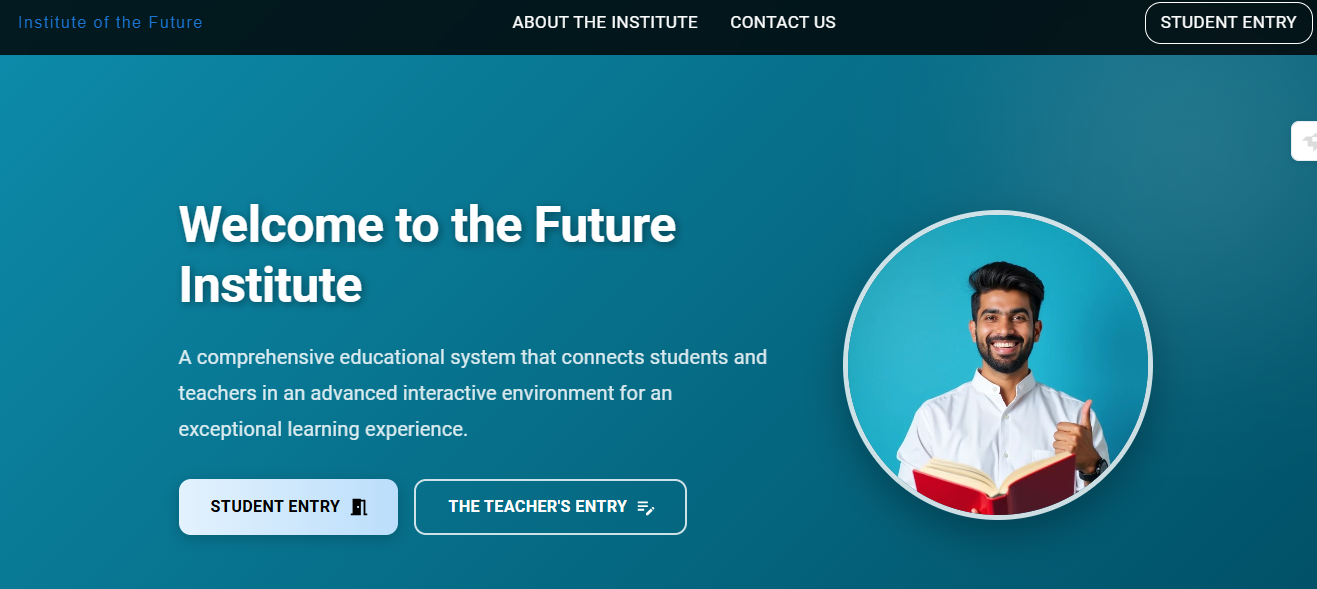 Institute of the Future
ABOUT THE INSTITUTE
CONTACT US
STUDENT ENTRY
Welcome to the Future
Institute
A comprehensive educational system that connects students and
teachers in an advanced interactive environment for an
exceptional learning experience.
STUDENT ENTRY
THE TEACHER'S ENTRY